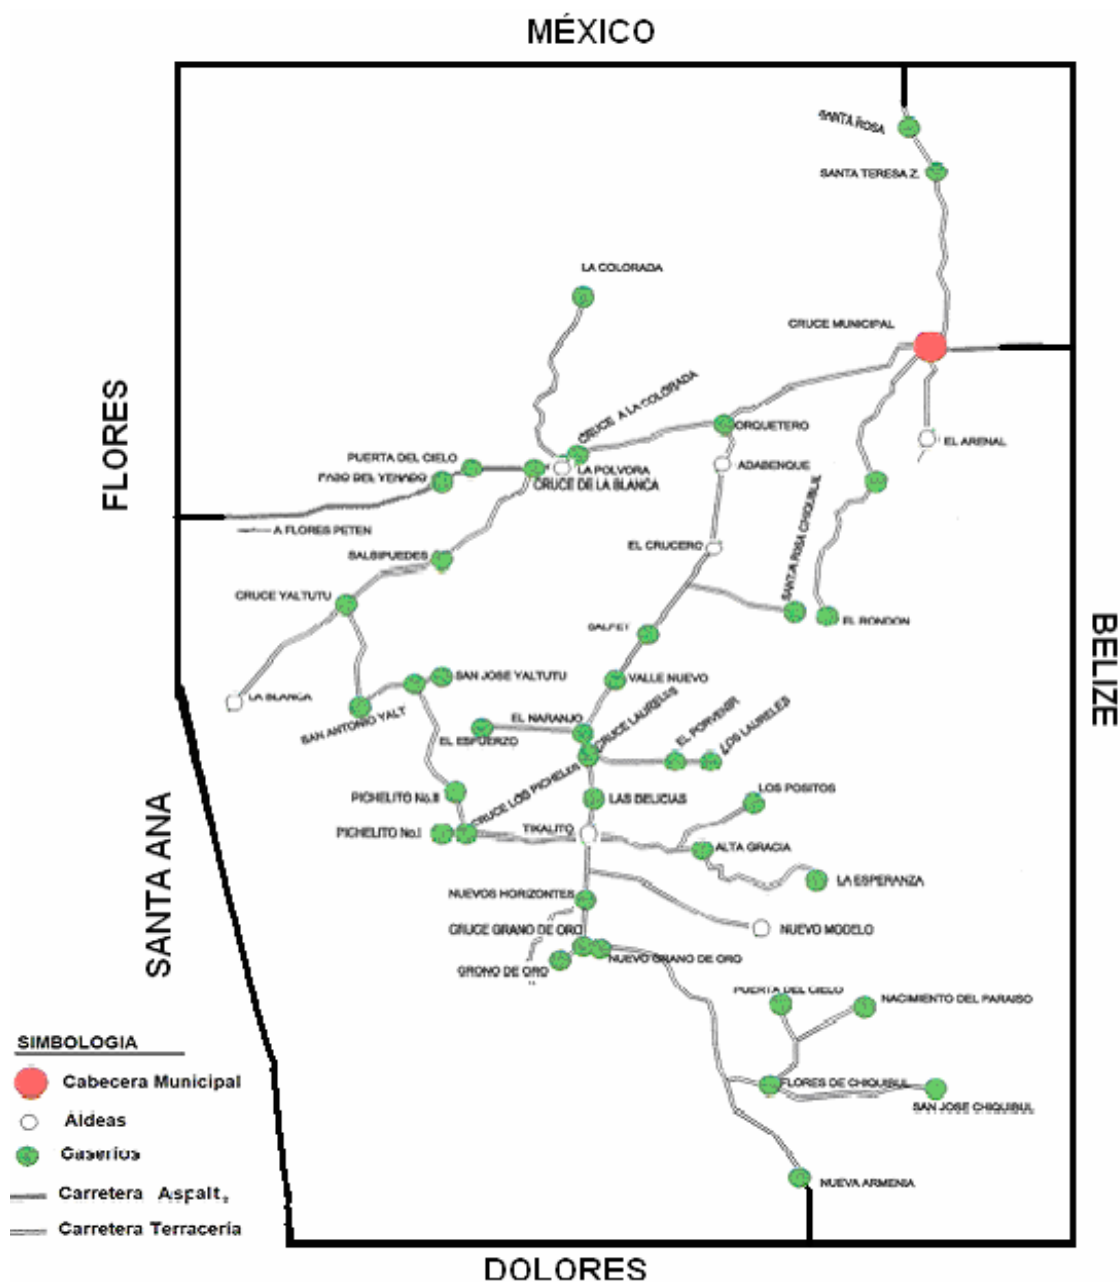 MÉXICO
SANTA ROSA
SANTA TERESA Z.
LA COLORADA
CRUCE MUNICIPAL
FLORES
CRUCE A LA COLORADA
ORQUETERO
EL ARENAL
PUERTA DEL CIELO
LA POLVORA
ADABENQUE
PASO DEL VENADO
CRUCE DE LA BLANCA
A FLORES PETEN
SANTA ROSA CHIQUIBUL
EL CRUCERO
SALSIPUEDES
CRUCE YALTUTU
EL RONDON
SALPET
BELIZE
SAN JOSE YALTUTU
VALLE NUEVO
LA BLANCA
SAN ANTONIO YALT
EL NARANJO
CRUCE LAURELES
EL PORVENIR
LOS LAURELES
EL ESFUERZO
PICHELITO No.II
CRUCE LOS PICHELES
LAS DELICIAS
LOS POSITOS
PICHELITO No.I
TIKALITO
ALTA GRACIA
LA ESPERANZA
SANTA ANA
NUEVOS HORIZONTES
CRUCE GRANO DE ORO
NUEVO MODELO
GRONO DE ORO
NUEVO GRANO DE ORO
PUERTA DEL CIELO
NACIMIENTO DEL PARAISO
FLORES DE CHIQUIBUL
SAN JOSE CHIQUIBUL
NUEVA ARMENIA
SIMBOLOGIA
Cabecera Municipal
Aldeas
Caseríos
Carretera Aspalt.
Carretera Terracería
DOLORES